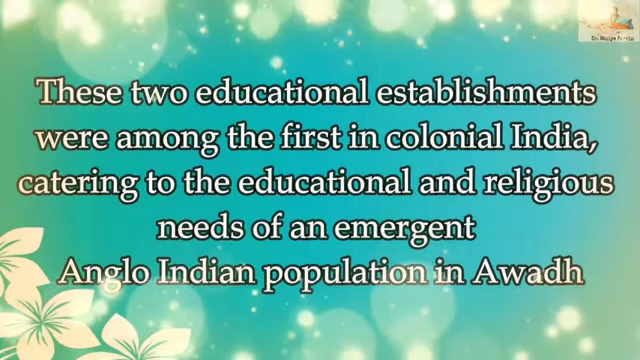 These two educational establishments
were among the first in colonial India,
catering to the educational and religious
needs of an emergent
Anglo Indian population in Awadh